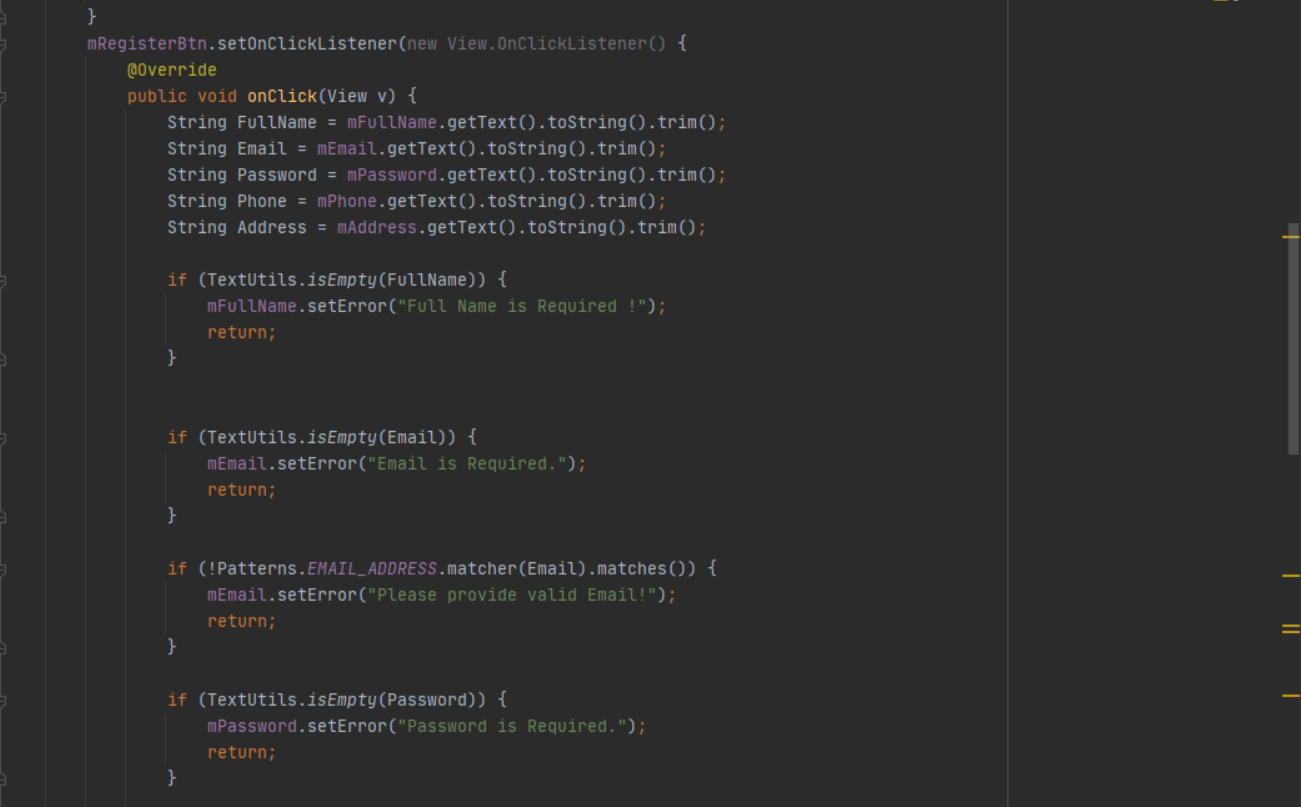 }
mRegisterBtn.setOnClickListener(new View.OnClickListener() {
@Override
public void onClick(View v) {
String FullName = mFullName.getText().toString().trim();
String Email = mEmail.getText().toString().trim();
String Password = mPassword.getText().toString().trim();
String Phone = mPhone.getText().toString().trim();
String Address = mAddress.getText().toString().trim();
if (TextUtils.isEmpty(FullName)) {
mFullName.setError("Full Name is Required !");
return;
}
if (TextUtils.isEmpty(Email)) {
mEmail.setError("Email is Required.");
return;
}
if (!Patterns.EMAIL_ADDRESS.matcher(Email).matches()) {
mEmail.setError("Please provide valid Email!");
return;
}
if (TextUtils.isEmpty(Password)) {
mPassword.setError("Password is Required.");
return;
}